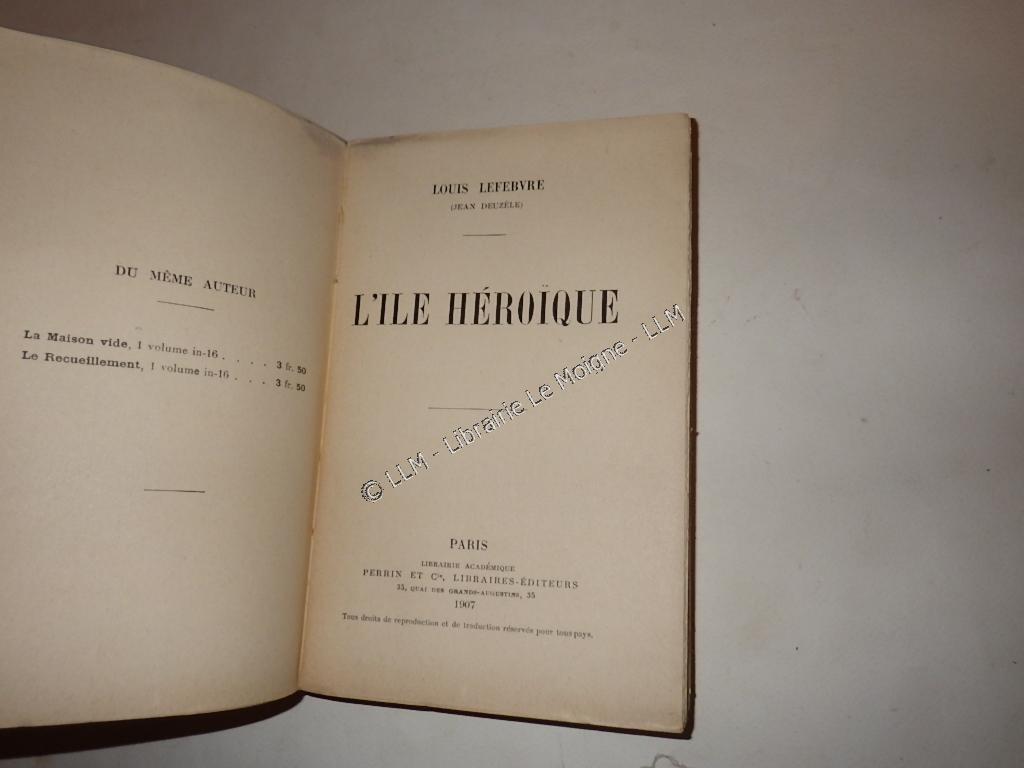 DU MÊME AUTEUR
La Maison vide, 1 volume in-16 . . . . 3 fr. 50
Le Recueillement, 1 volume in-16 . . . 3 fr. 50
LOUIS LEFEBVRE
(JEAN DEUZÈLE)
L'ILE HÉROÏQUE
© LLM - Librairie Le Moigne - LLM
PARIS
LIBRAIRIE ACADÉMIQUE
PERRIN ET Cie, LIBRAIRES-ÉDITEURS
35, QUAI DES GRANDS-AUGUSTINS, 35
1907
Tous droits de reproduction et de traduction réservés pour tous pays.